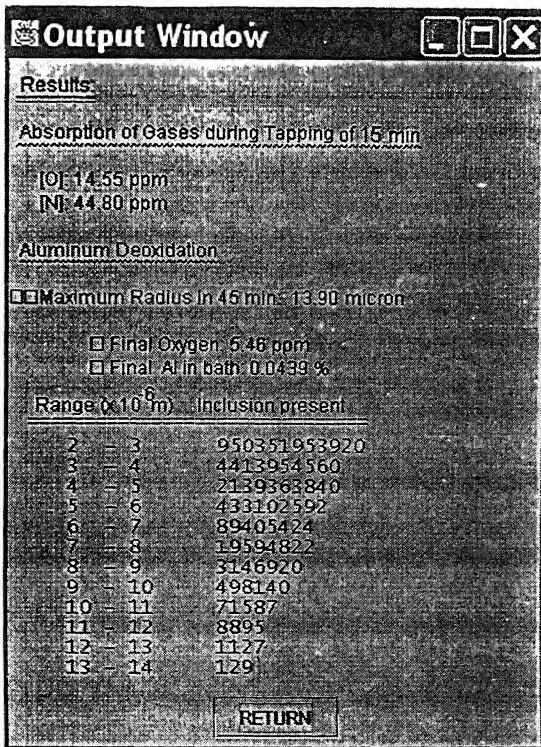 Output Window
Results:
Absorption of Gases during Tapping of 15 min
[O]: 14.55 ppm
[N]: 44.80 ppm
Aluminum Deoxidation
Maximum Radius in 45 min: 13.90 micron
Final Oxygen: 5.46 ppm
Final Al in bath: 0.0439 %
Range (x10⁻⁶m) Inclusion present
2 - 3 950351953920
3 - 4 4413954560
4 - 5 2139363840
5 - 6 433102592
6 - 7 89405424
7 - 8 19594822
8 - 9 3146920
9 - 10 498140
10 - 11 71587
11 - 12 8895
12 - 13 1127
13 - 14 129
RETURN